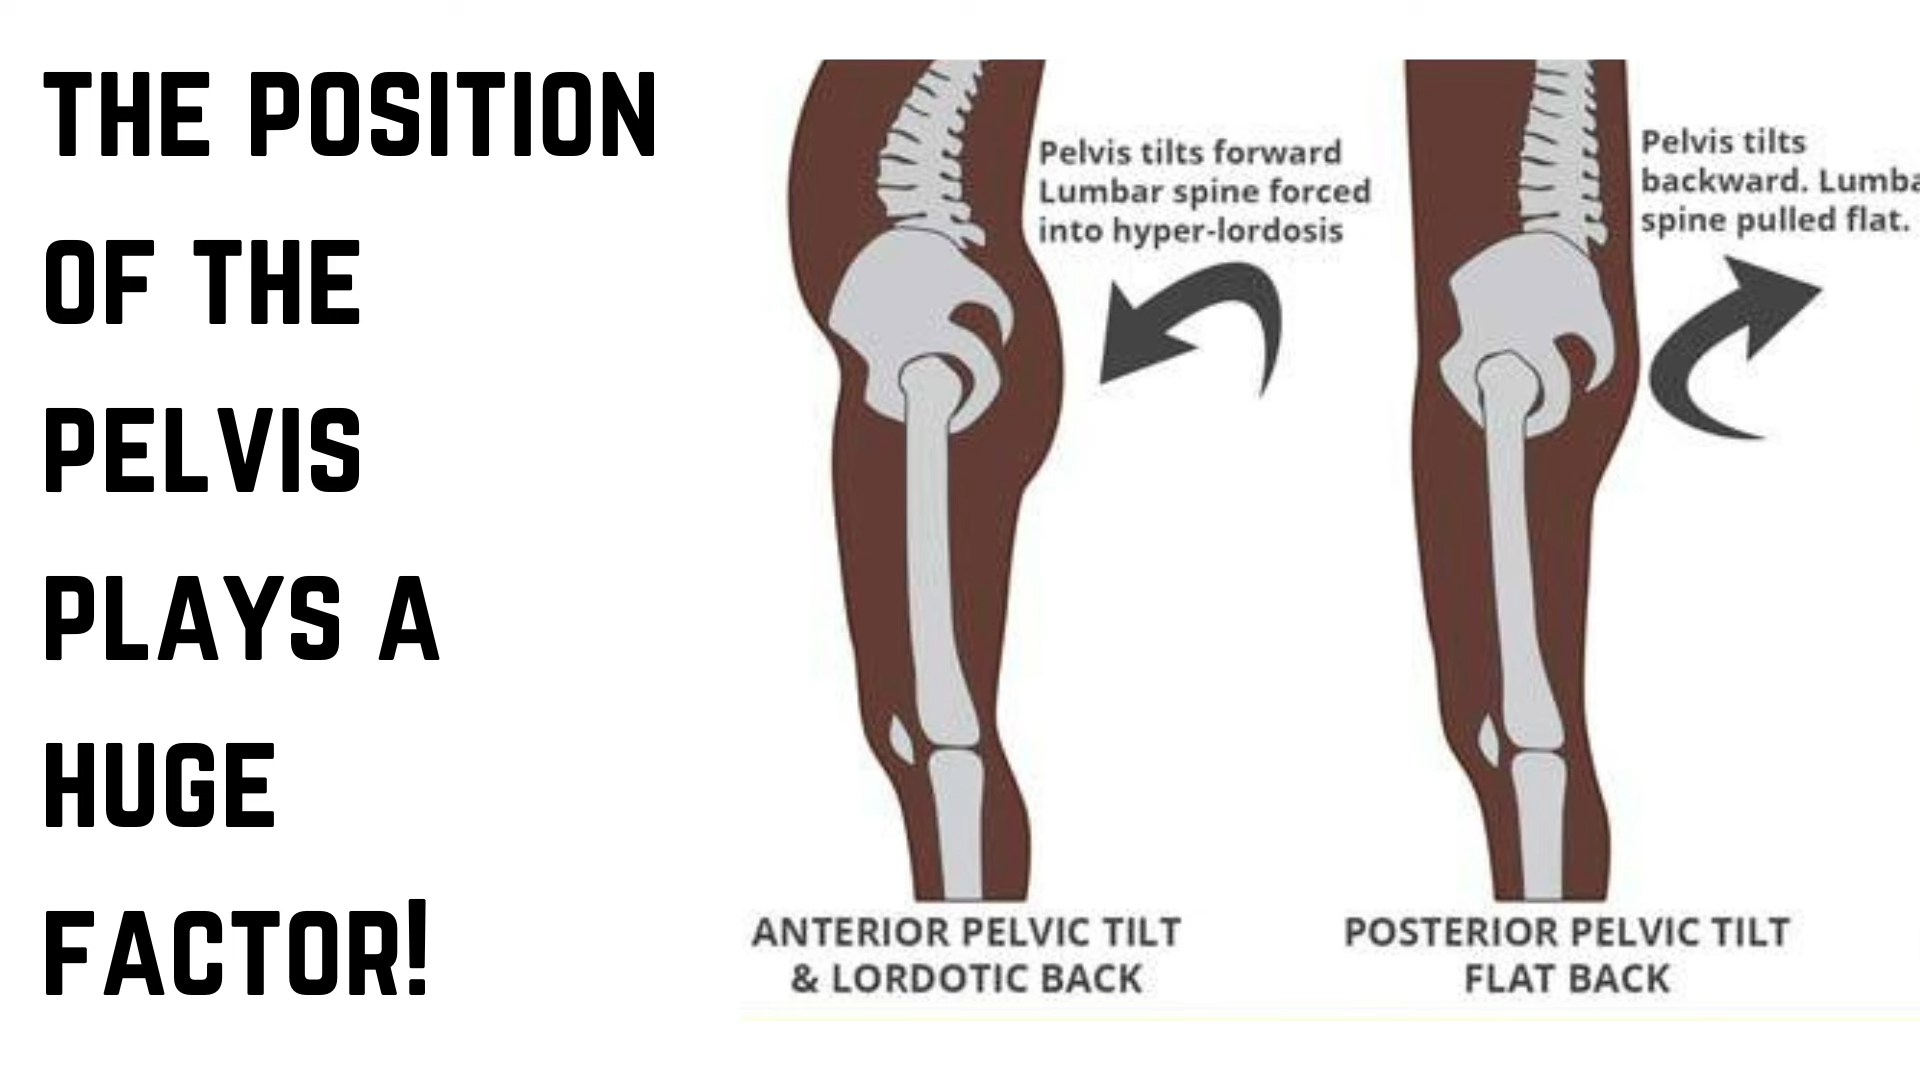 THE POSITION
OF THE
PELVIS
PLAYS A
HUGE
FACTOR!
Pelvis tilts forward
Lumbar spine forced
into hyper-lordosis
Pelvis tilts
backward. Lumba
spine pulled flat.
ANTERIOR PELVIC TILT
& LORDOTIC BACK
POSTERIOR PELVIC TILT
FLAT BACK